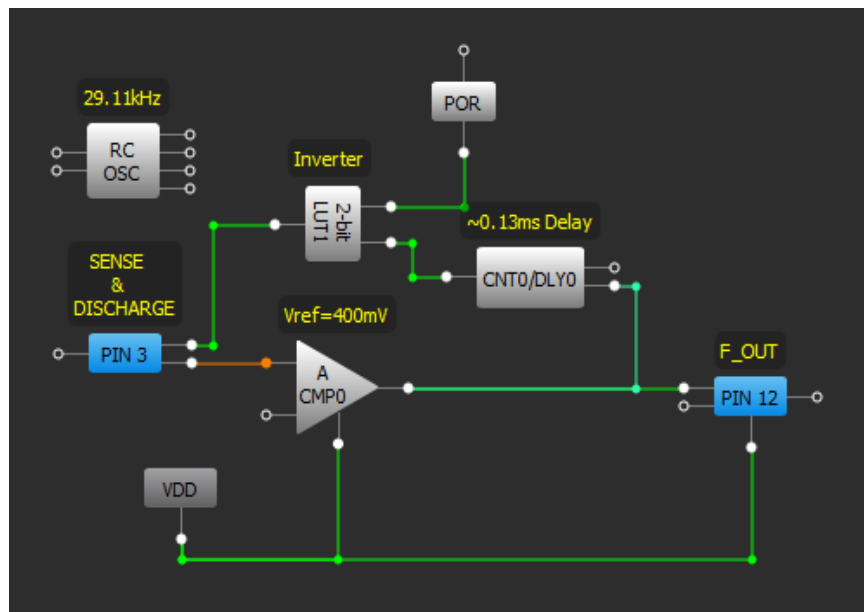 29.11kHz
RC
OSC
POR
Inverter
2-bit
LUT1
~0.13ms Delay
CNT0/DLY0
SENSE
&
DISCHARGE
PIN 3
Vref=400mV
A
CMP0
F_OUT
PIN 12
VDD